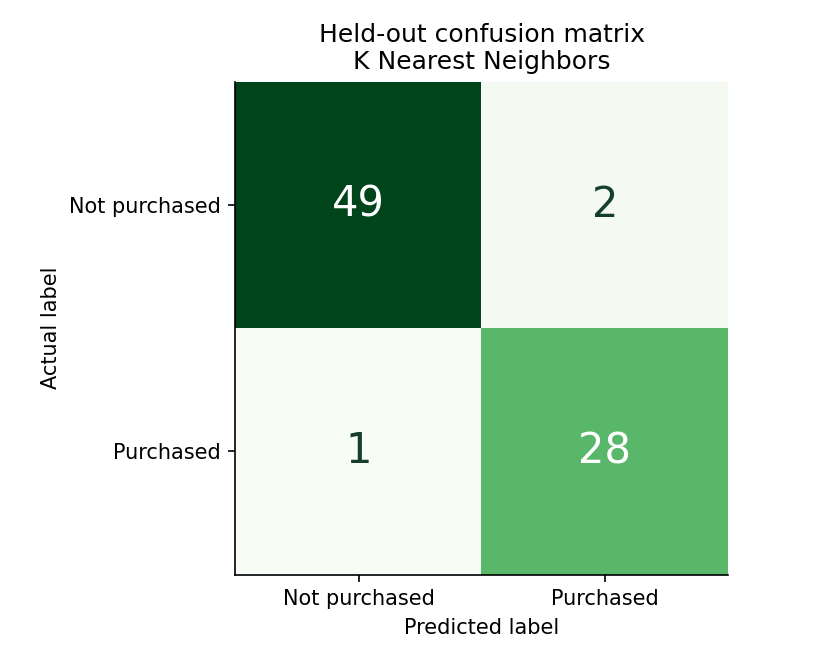 Held-out confusion matrix
K Nearest Neighbors
Not purchased
49
2
Actual label
Purchased
1
28
Not purchased
Purchased
Predicted label